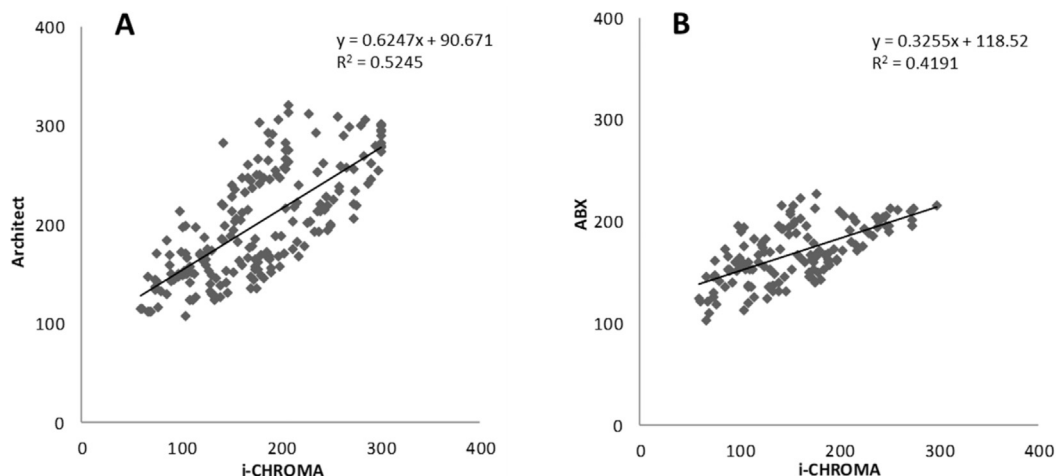 A
y = 0.6247x + 90.671
R² = 0.5245
400
300
200
100
0
Architect
0 100 200 300 400
i-CHROMA
B
y = 0.3255x + 118.52
R² = 0.4191
400
300
200
100
0
ABX
0 100 200 300 400
i-CHROMA